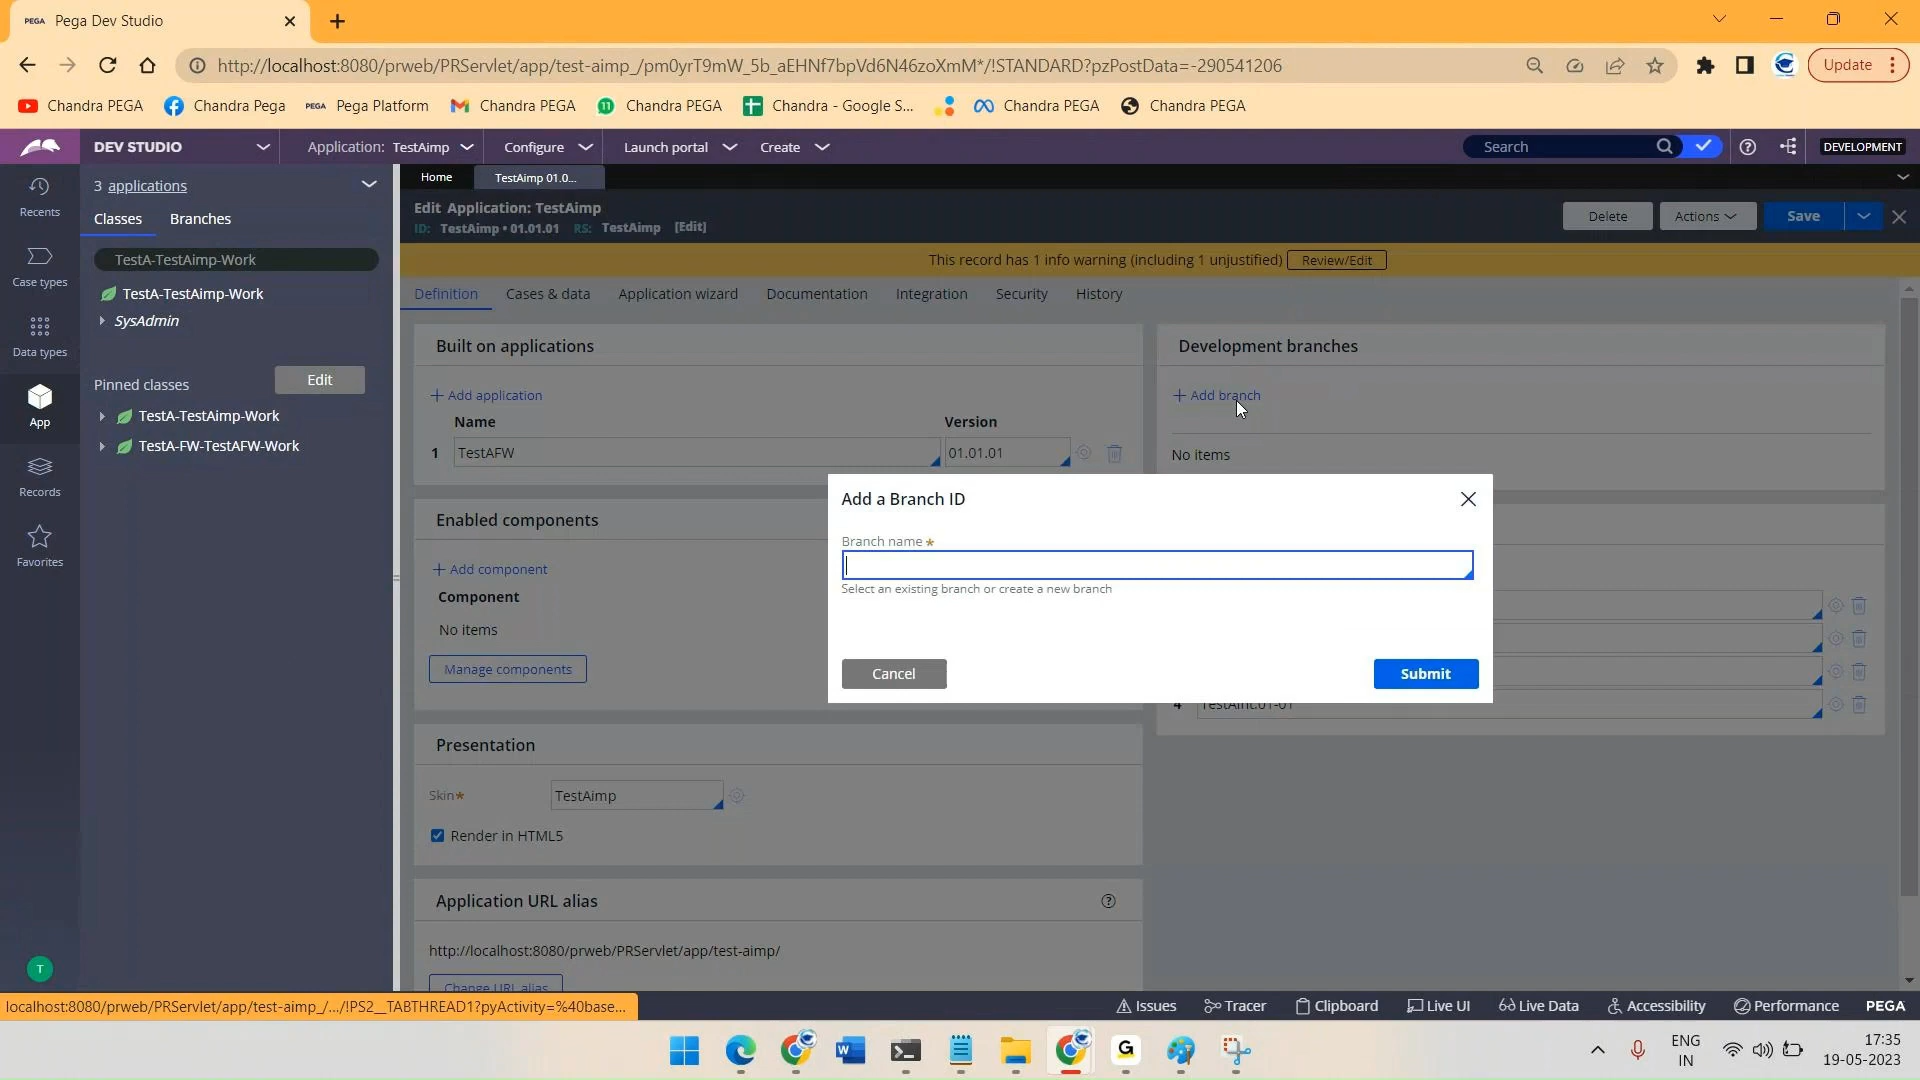 PEGA Pega Dev Studio
http://localhost:8080/prweb/PRServlet/app/test-aimp_/pm0yrT9mW_5b_aEHNf7bpVd6N46zoXmM*/!STANDARD?pzPostData=-290541206
Update
Chandra PEGA
Chandra Pega
PEGA Pega Platform
Chandra PEGA
11 Chandra PEGA
Chandra - Google S...
Chandra PEGA
Chandra PEGA
DEV STUDIO
Application: TestAimp
Configure
Launch portal
Create
Search
DEVELOPMENT
Recents
Case types
Data types
App
Records
Favorites
T
3 applications
Classes
Branches
TestA-TestAimp-Work
TestA-TestAimp-Work
SysAdmin
Pinned classes
Edit
TestA-TestAimp-Work
TestA-FW-TestAFW-Work
Home
TestAimp 01.0...
Edit Application: TestAimp
ID: TestAimp • 01.01.01 RS: TestAimp [Edit]
Delete
Actions
Save
This record has 1 info warning (including 1 unjustified) Review/Edit
Definition
Cases & data
Application wizard
Documentation
Integration
Security
History
Built on applications
+ Add application
Name Version
1 TestAFW 01.01.01
Development branches
+ Add branch
No items
Enabled components
+ Add component
Component
No items
Manage components
Add a Branch ID
Branch name *
Select an existing branch or create a new branch
Cancel
Submit
4
Presentation
Skin* TestAimp
Render in HTML5
Application URL alias
http://localhost:8080/prweb/PRServlet/app/test-aimp/
Change URL alias
localhost:8080/prweb/PRServlet/app/test-aimp_/.../!PS2__TABTHREAD1?pyActivity=%40base...
Issues
Tracer
Clipboard
Live UI
Live Data
Accessibility
Performance
PEGA
ENG
IN
17:35
19-05-2023